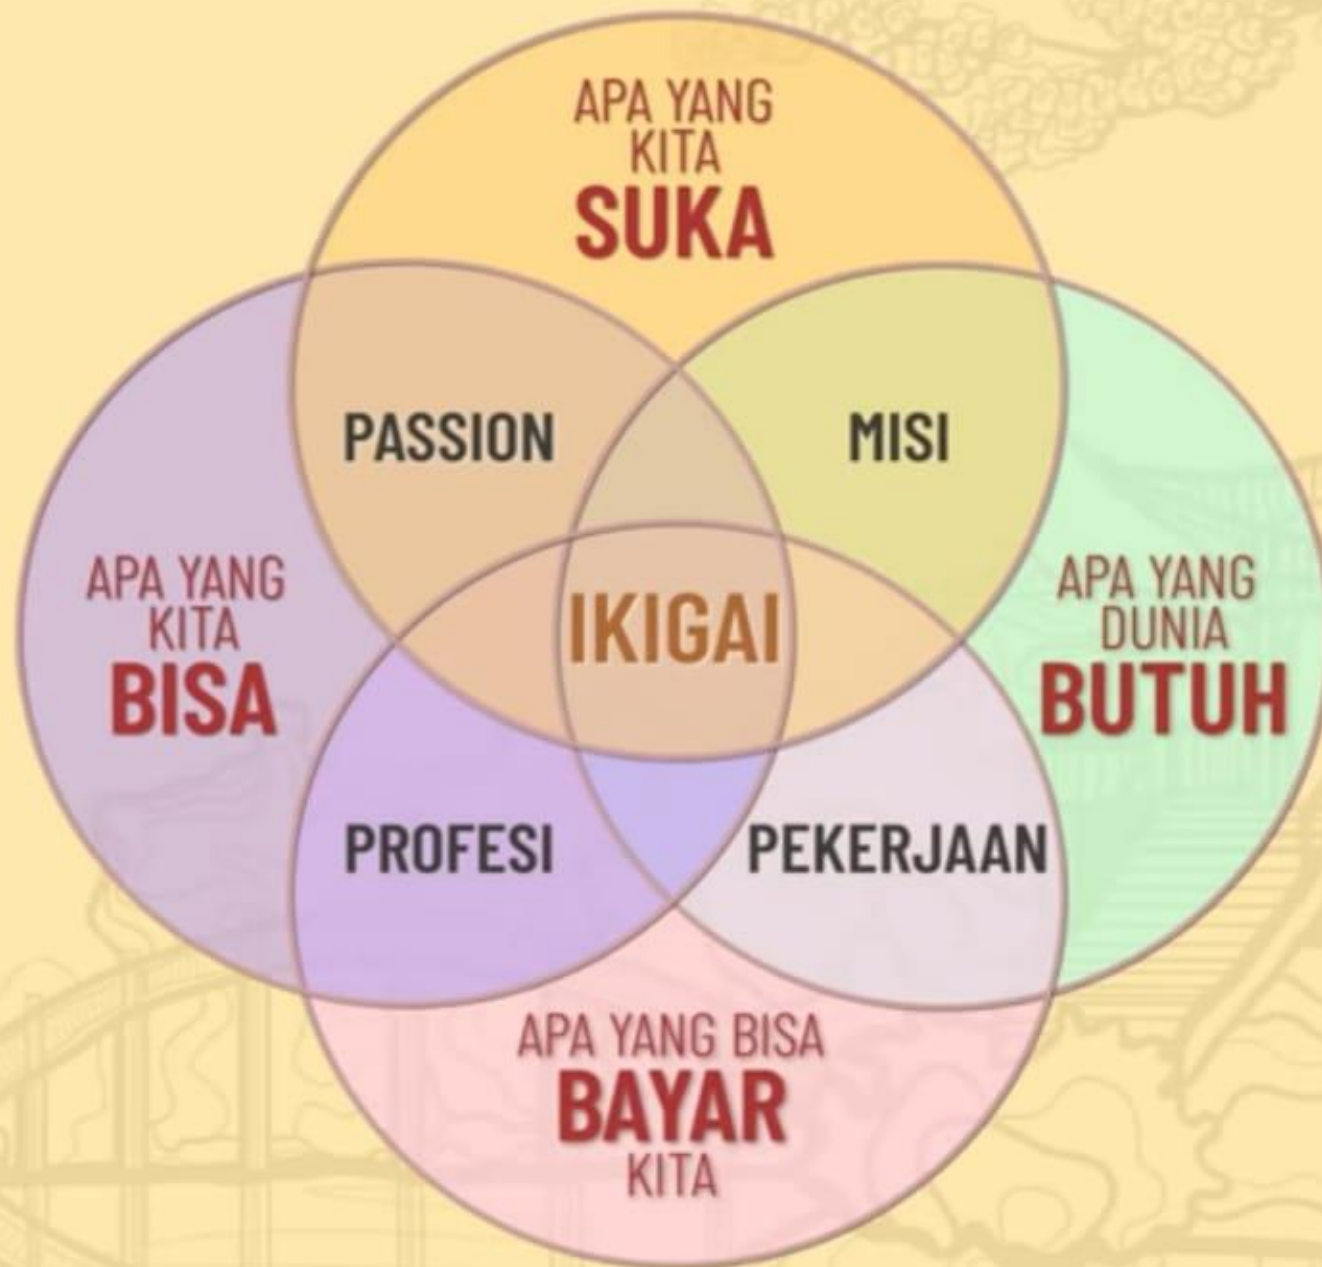 APA YANG
KITA
SUKA
PASSION
MISI
APA YANG
KITA
BISA
IKIGAI
APA YANG
DUNIA
BUTUH
PROFESI
PEKERJAAN
APA YANG BISA
BAYAR
KITA